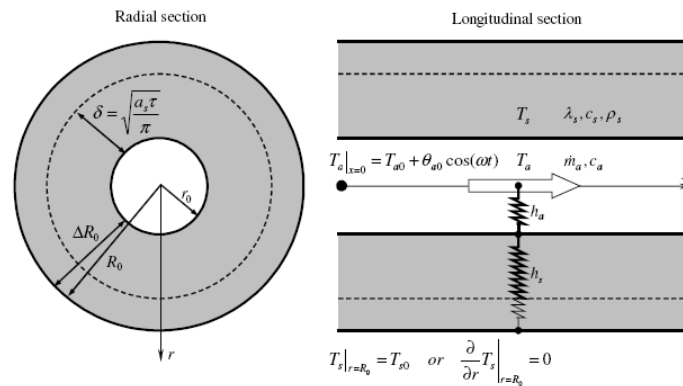 Radial section
Longitudinal section
δ = √(a_s τ / π)
r_0
ΔR_0
R_0
r
T_s λ_s, c_s, ρ_s
T_a|_{x=0} = T_{a0} + θ_{a0} cos(ωt) T_a ṁ_a, c_a
h_a
h_s
T_s|_{r=R_0} = T_{s0} or ∂/∂r T_s|_{r=R_0} = 0